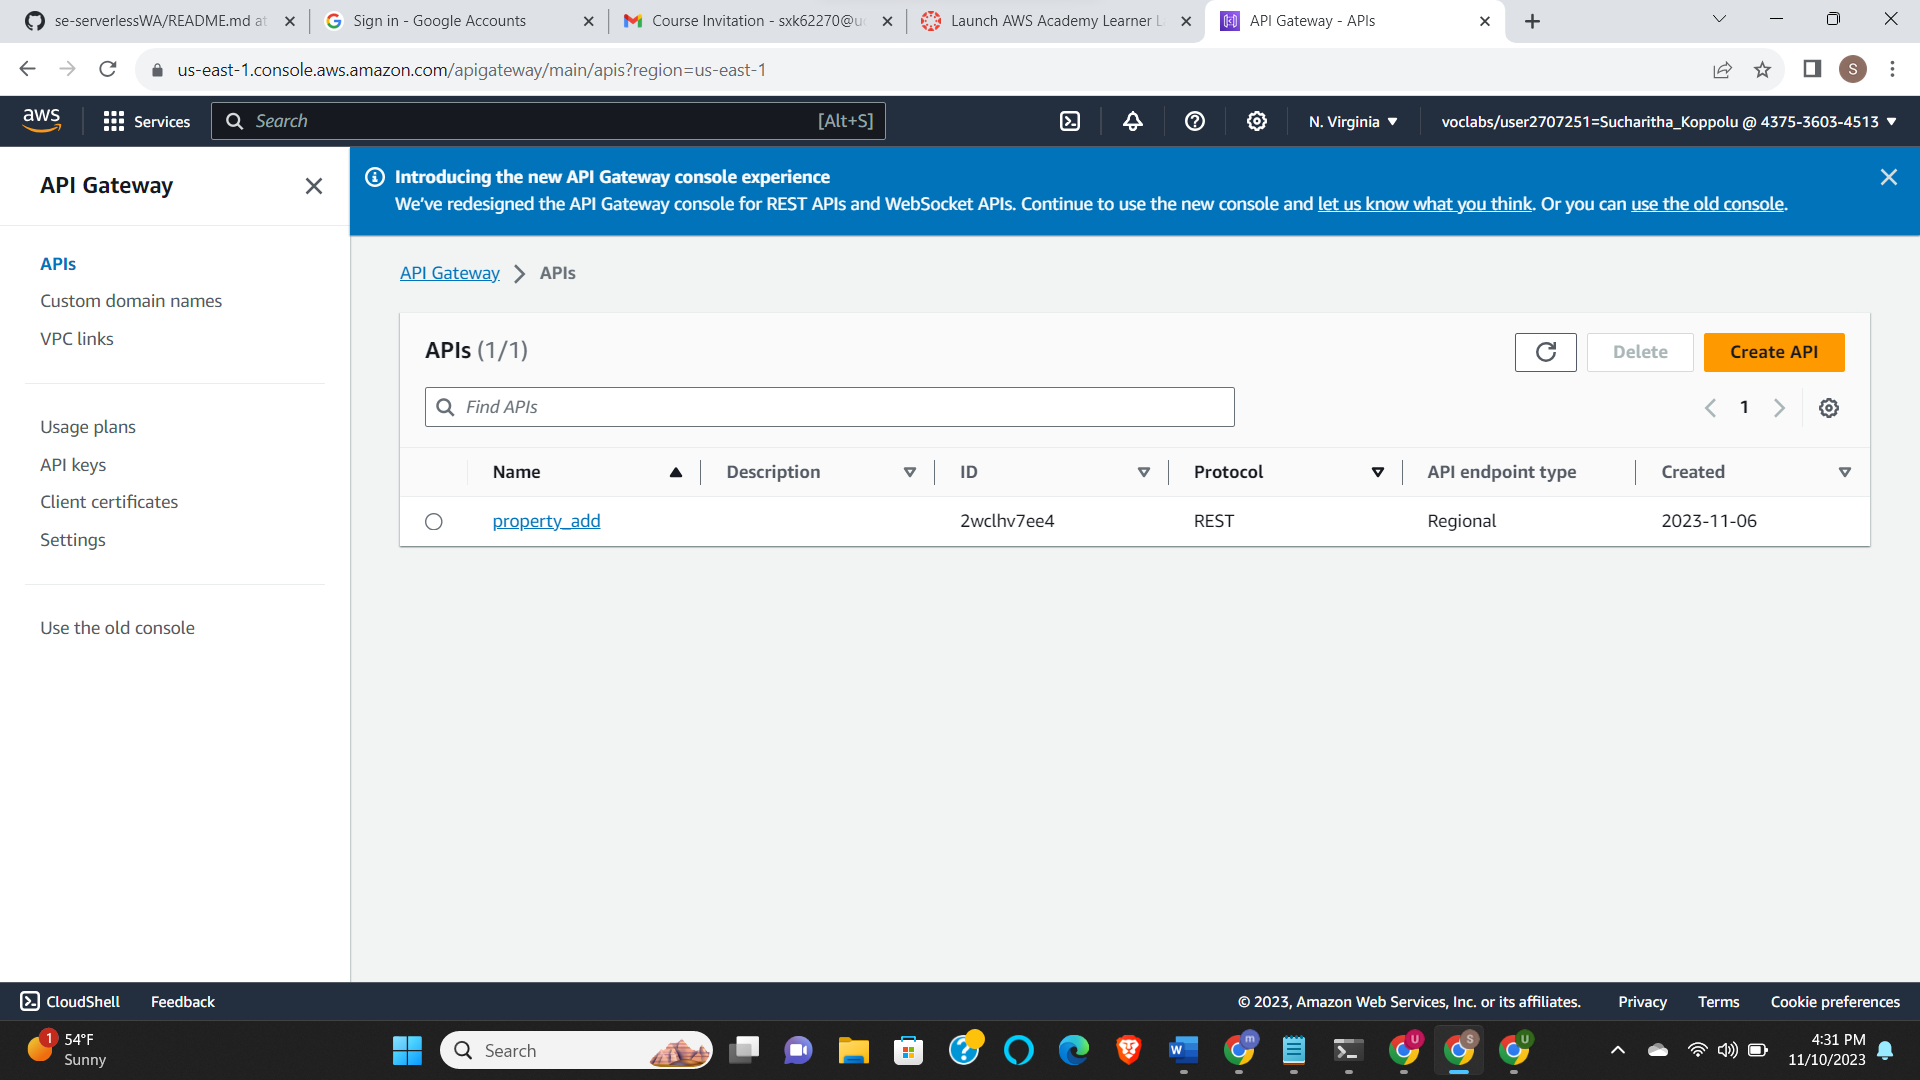 se-serverlessWA/README.md at
Sign in - Google Accounts
Course Invitation - sxk62270@uc
Launch AWS Academy Learner L
API Gateway - APIs
us-east-1.console.aws.amazon.com/apigateway/main/apis?region=us-east-1
S
aws
Services
Search
[Alt+S]
N. Virginia
voclabs/user2707251=Sucharitha_Koppolu @ 4375-3603-4513
API Gateway
APIs
Custom domain names
VPC links
Usage plans
API keys
Client certificates
Settings
Use the old console
Introducing the new API Gateway console experience
We've redesigned the API Gateway console for REST APIs and WebSocket APIs. Continue to use the new console and let us know what you think. Or you can use the old console.
API Gateway
APIs
APIs (1/1)
Delete
Create API
Find APIs
1
Name
Description
ID
Protocol
API endpoint type
Created
property_add
2wclhv7ee4
REST
Regional
2023-11-06
CloudShell
Feedback
© 2023, Amazon Web Services, Inc. or its affiliates.
Privacy
Terms
Cookie preferences
1
54°F
Sunny
Search
W
m
U
S
U
4:31 PM
11/10/2023